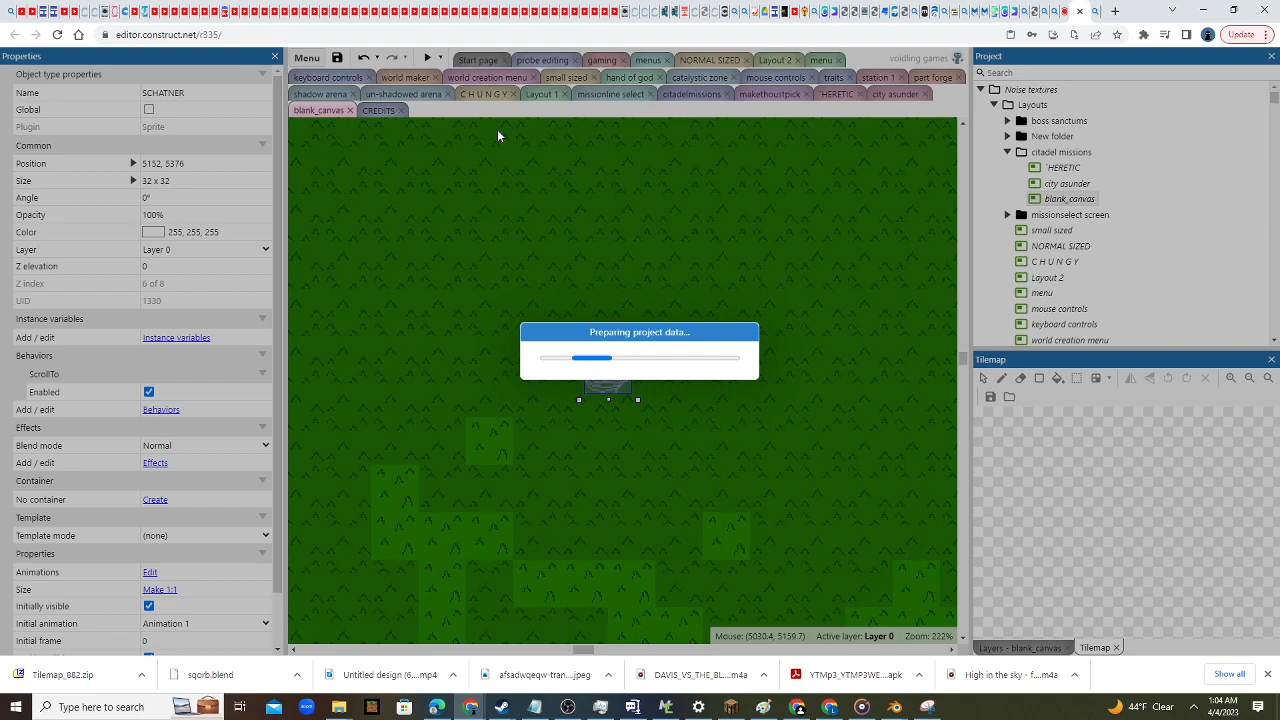 editor.construct.net/r335/
Update
Properties
Object type properties
Name SCHATNER
Global
Plugin Sprite
Common
Position 5152, 5376
Size 32 x 32
Angle 0°
Opacity 100%
Color 255, 255, 255
Layer Layer 0
Z elevation 0
Z index 6 of 8
UID 1330
Instance variables
Add / edit Instance variables
Behaviors
ScrollTo
Enabled
Add / edit Behaviors
Effects
Blend mode Normal
Add / edit Effects
Container
No container Create
Template
Template mode (none)
Properties
Animations Edit
Size Make 1:1
Initially visible
Initial animation Animation 1
Initial frame 0
Menu
Start page probe editing gaming menus NORMAL SIZED Layout 2 menu
voidling games
keyboard controls world maker world creation menu small sized hand of god catalystic zone mouse controls traits station 1 part forge
shadow arena un-shadowed arena C H U N G Y Layout 1 missionline select citadelmissions makethoustpick `HERETIC city asunder
blank_canvas CREDITS
Preparing project data...
Mouse: (5030.4, 5159.7) Active layer: Layer 0 Zoom: 222%
Project
Search
Noise textures
Layouts
boss sanctums
New folder
citadel missions
`HERETIC
city asunder
blank_canvas
missionselect screen
small sized
NORMAL SIZED
C H U N G Y
Layout 2
menu
mouse controls
keyboard controls
world creation menu
Tilemap
Layers - blank_canvas Tilemap
Tilemap_882.zip
sqorb.blend
Untitled design (6....mp4
afsadwqeqw-tran....jpeg
DAVIS_VS_THE_BL....m4a
YTMp3_YTMP3WE....apk
High in the sky - f....m4a
Show all
Type here to search
44°F Clear
1:04 AM
4/4/2023